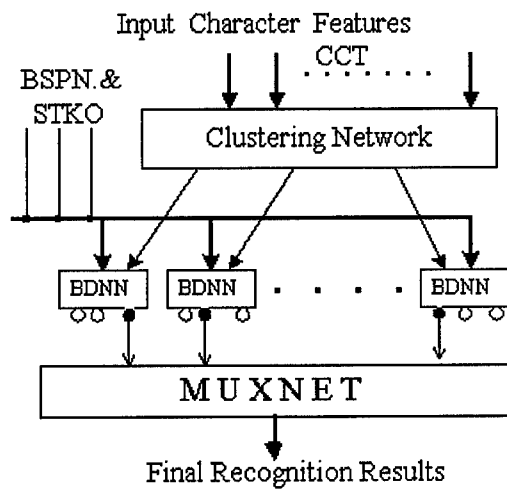 Input Character Features
CCT
BSPN.&
STKO
Clustering Network
BDNN
BDNN
BDNN
MUXNET
Final Recognition Results